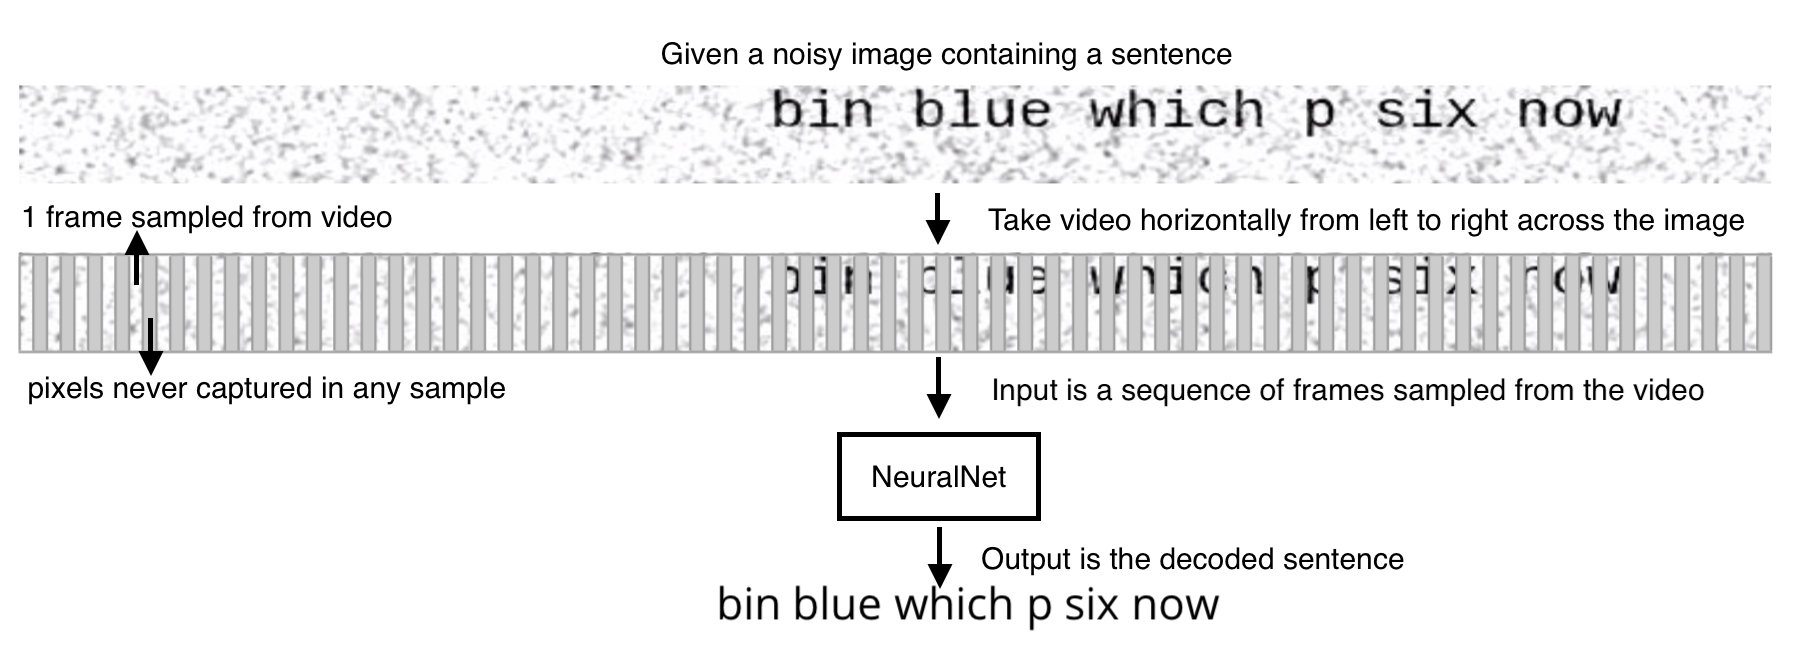 Given a noisy image containing a sentence
bin blue which p six now
1 frame sampled from video
Take video horizontally from left to right across the image
bin blue which p six now
pixels never captured in any sample
Input is a sequence of frames sampled from the video
NeuralNet
Output is the decoded sentence
bin blue which p six now